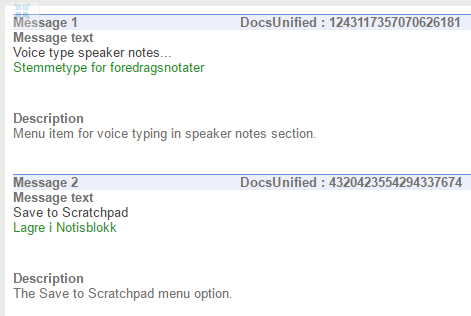 Message 1 DocsUnified : 1243117357070626181
Message text
Voice type speaker notes...
Stemmetype for foredragsnotater
Description
Menu item for voice typing in speaker notes section.
Message 2 DocsUnified : 4320423554294337674
Message text
Save to Scratchpad
Lagre i Notisblokk
Description
The Save to Scratchpad menu option.